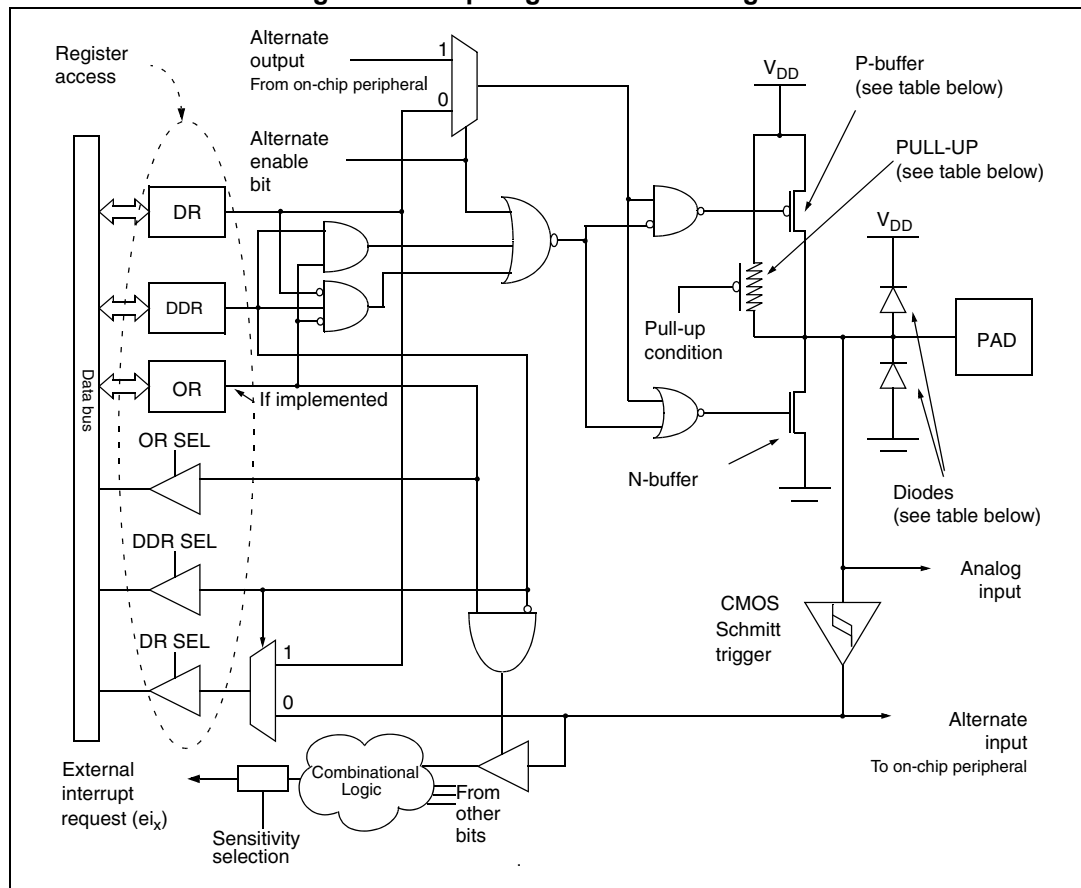 Register
access
Alternate
output
From on-chip peripheral
1
0
Alternate
enable
bit
VDD
P-buffer
(see table below)
PULL-UP
(see table below)
VDD
DR
DDR
OR
If implemented
Data bus
Pull-up
condition
PAD
N-buffer
Diodes
(see table below)
OR SEL
DDR SEL
DR SEL
1
0
CMOS
Schmitt
trigger
Analog
input
Alternate
input
To on-chip peripheral
External
interrupt
request (eix)
Combinational
Logic
From
other
bits
Sensitivity
selection